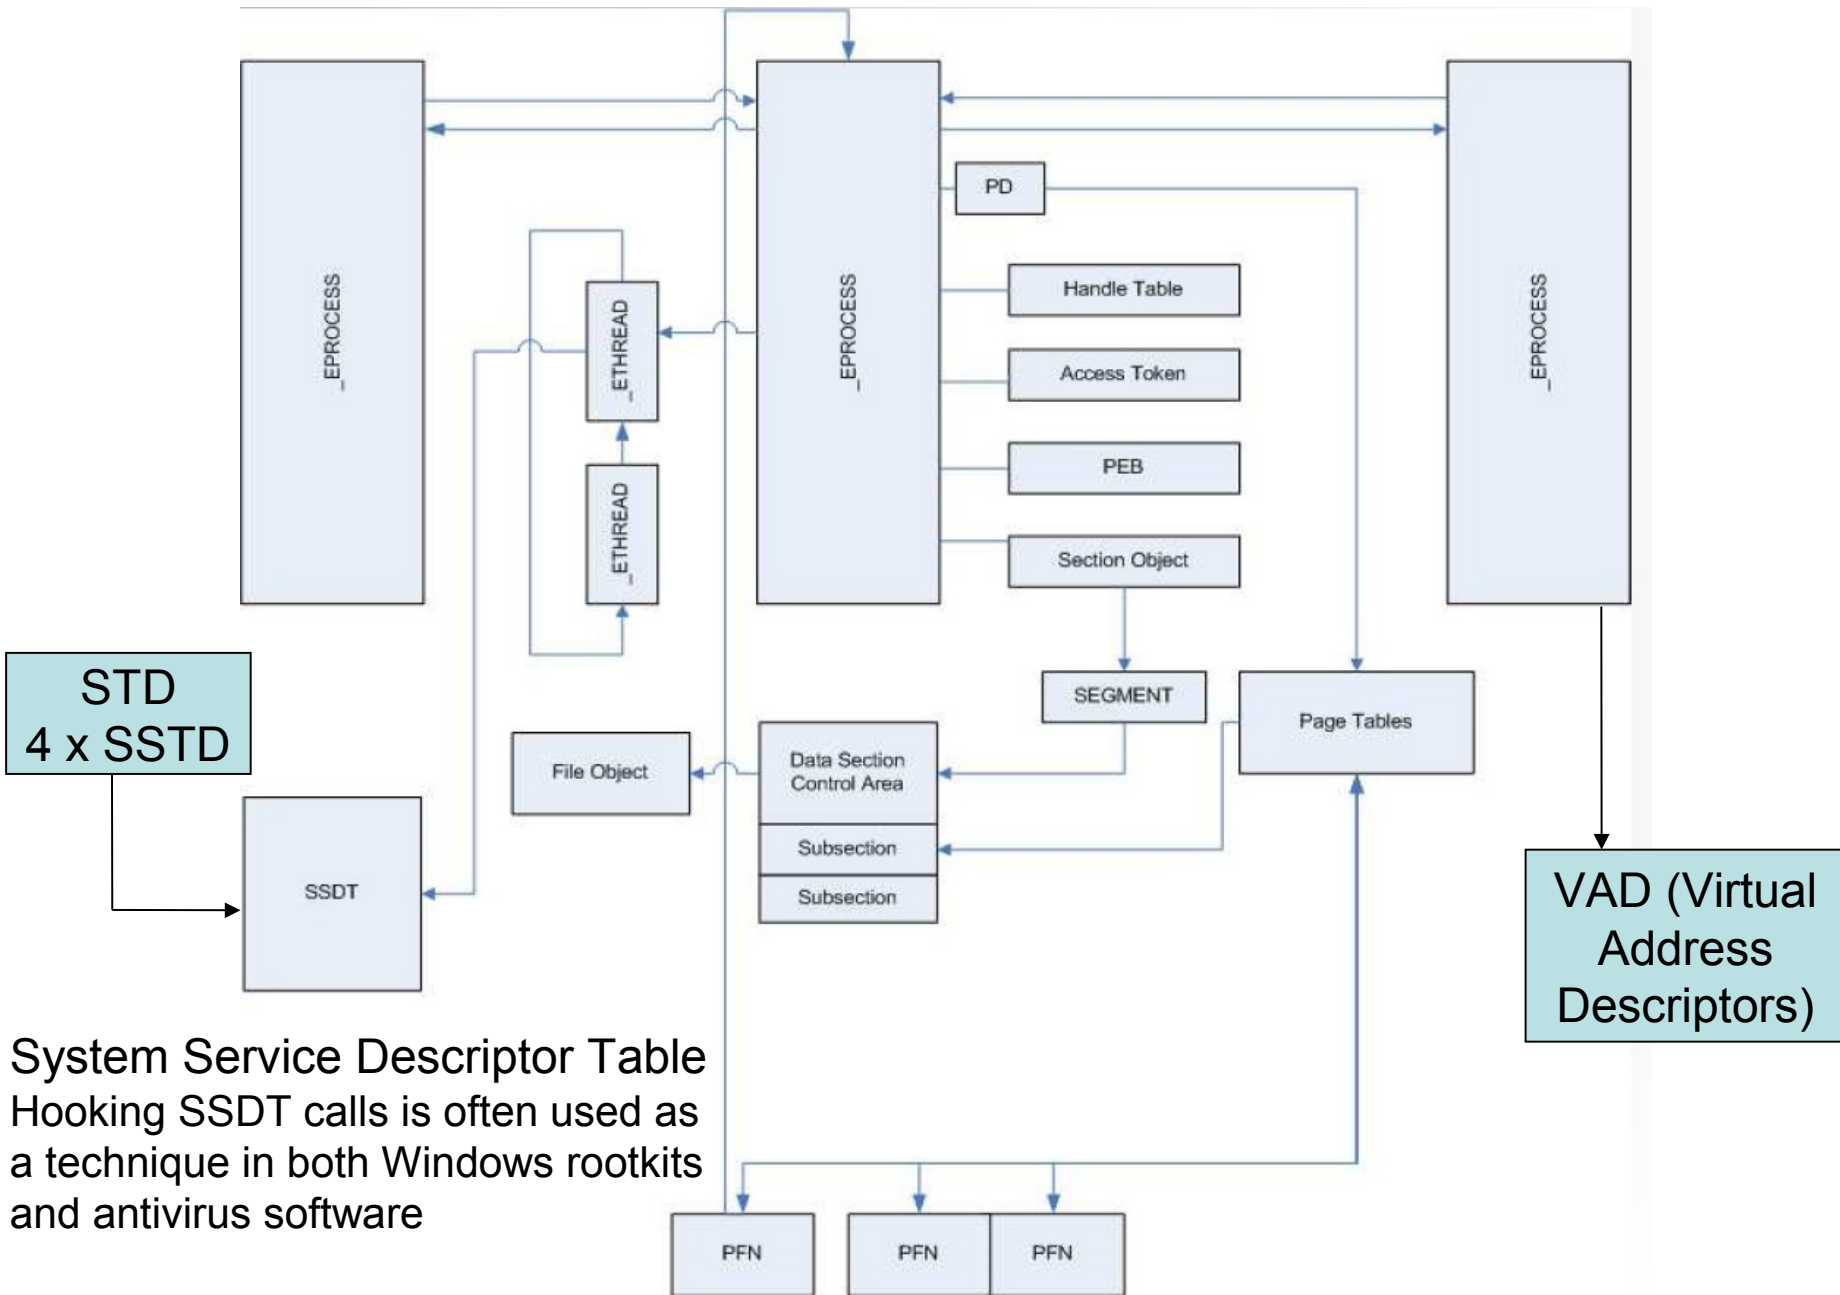 _EPROCESS
_EPROCESS
_EPROCESS
PD
Handle Table
Access Token
PEB
Section Object
_ETHREAD
_ETHREAD
STD
4 x SSTD
SEGMENT
Page Tables
File Object
Data Section
Control Area
Subsection
Subsection
SSDT
VAD (Virtual
Address
Descriptors)
System Service Descriptor Table
Hooking SSDT calls is often used as
a technique in both Windows rootkits
and antivirus software
PFN
PFN
PFN